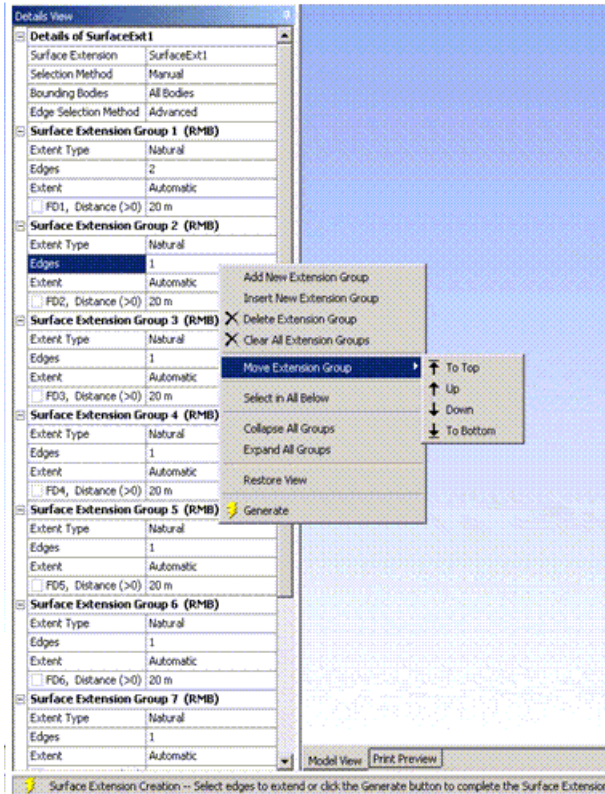 Details View
Details of SurfaceExt1
Surface Extension SurfaceExt1
Selection Method Manual
Bounding Bodies All Bodies
Edge Selection Method Advanced
Surface Extension Group 1 (RMB)
Extent Type Natural
Edges 2
Extent Automatic
FD1, Distance (>0) 20 m
Surface Extension Group 2 (RMB)
Extent Type Natural
Edges 1
Extent Automatic
FD2, Distance (>0) 20 m
Surface Extension Group 3 (RMB)
Extent Type Natural
Edges 1
Extent Automatic
FD3, Distance (>0) 20 m
Surface Extension Group 4 (RMB)
Extent Type Natural
Edges 1
Extent Automatic
FD4, Distance (>0) 20 m
Surface Extension Group 5 (RMB)
Extent Type Natural
Edges 1
Extent Automatic
FD5, Distance (>0) 20 m
Surface Extension Group 6 (RMB)
Extent Type Natural
Edges 1
Extent Automatic
FD6, Distance (>0) 20 m
Surface Extension Group 7 (RMB)
Extent Type Natural
Edges 1
Extent Automatic
Add New Extension Group
Insert New Extension Group
Delete Extension Group
Clear All Extension Groups
Move Extension Group
Select in All Below
Collapse All Groups
Expand All Groups
Restore View
Generate
To Top
Up
Down
To Bottom
Model View Print Preview
Surface Extension Creation -- Select edges to extend or click the Generate button to complete the Surface Extension